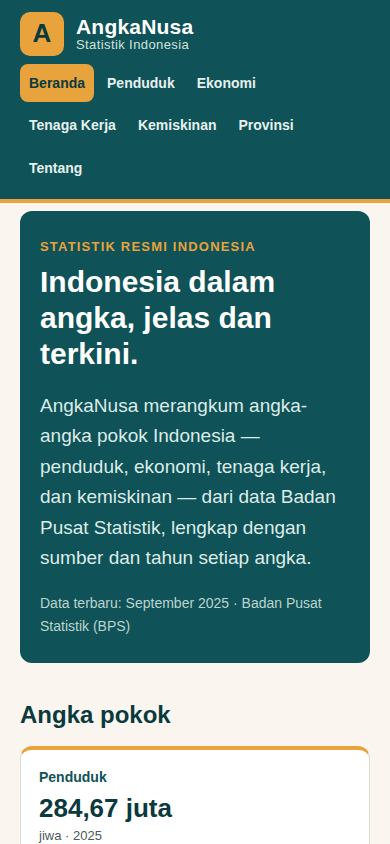 A
AngkaNusa
Statistik Indonesia
Beranda Penduduk Ekonomi
Tenaga Kerja Kemiskinan Provinsi
Tentang
STATISTIK RESMI INDONESIA
Indonesia dalam
angka, jelas dan
terkini.
AngkaNusa merangkum angka-
angka pokok Indonesia —
penduduk, ekonomi, tenaga kerja,
dan kemiskinan — dari data Badan
Pusat Statistik, lengkap dengan
sumber dan tahun setiap angka.
Data terbaru: September 2025 · Badan Pusat
Statistik (BPS)
Angka pokok
Penduduk
284,67 juta
jiwa · 2025